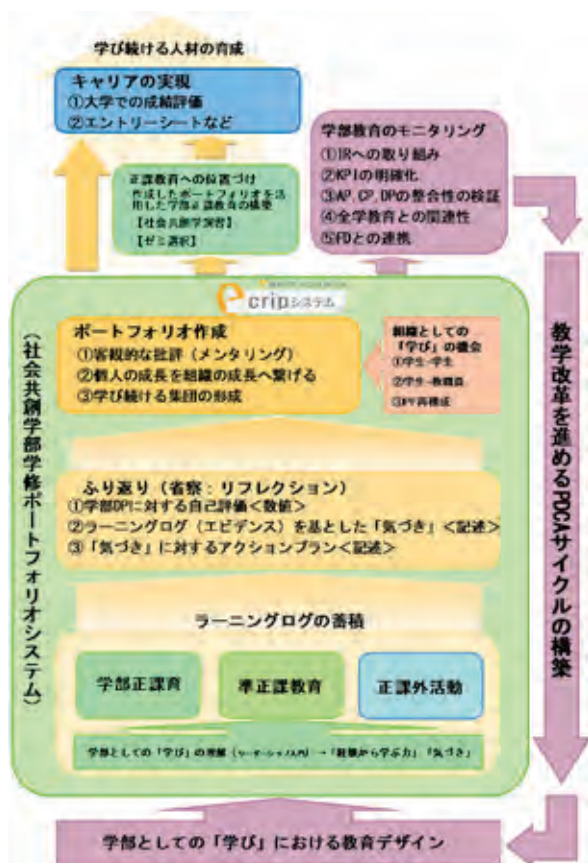 学び続ける人材の育成
キャリアの実現
①大学での成績評価
②エントリーシートなど
学部教育のモニタリング
①IRへの取り組み
②KPIの明確化
③AP、CP、DPの整合性の検証
④全学教育との関連性
⑤FDとの連携
正課教育への位置づけ
作成したポートフォリオを活
用した学部正課教育の構築
【社会共創学演習】
【ゼミ選択】
ecripシステム
ポートフォリオ作成
①客観的な批評（メンタリング）
②個人の成長を組織の成長へ繋げる
③学び続ける集団の形成
組織としての
「学び」の機会
①学生-学生
②学生-教職員
再構成
ふり返り（省察：リフレクション）
①学部DPに対する自己評価＜数値＞
②ラーニングログ（エビデンス）を基とした「気づき」＜記述＞
③「気づき」に対するアクションプラン＜記述＞
ラーニングログの蓄積
学部正課育
準正課教育
正課外活動
学部としての「学び」の理解（リーダーシップ入門）→「経験から学ぶ力」「気づき」
（社会共創学部学修ポートフォリオシステム）
教学改革を進めるPDCAサイクルの構築
学部としての「学び」における教育デザイン